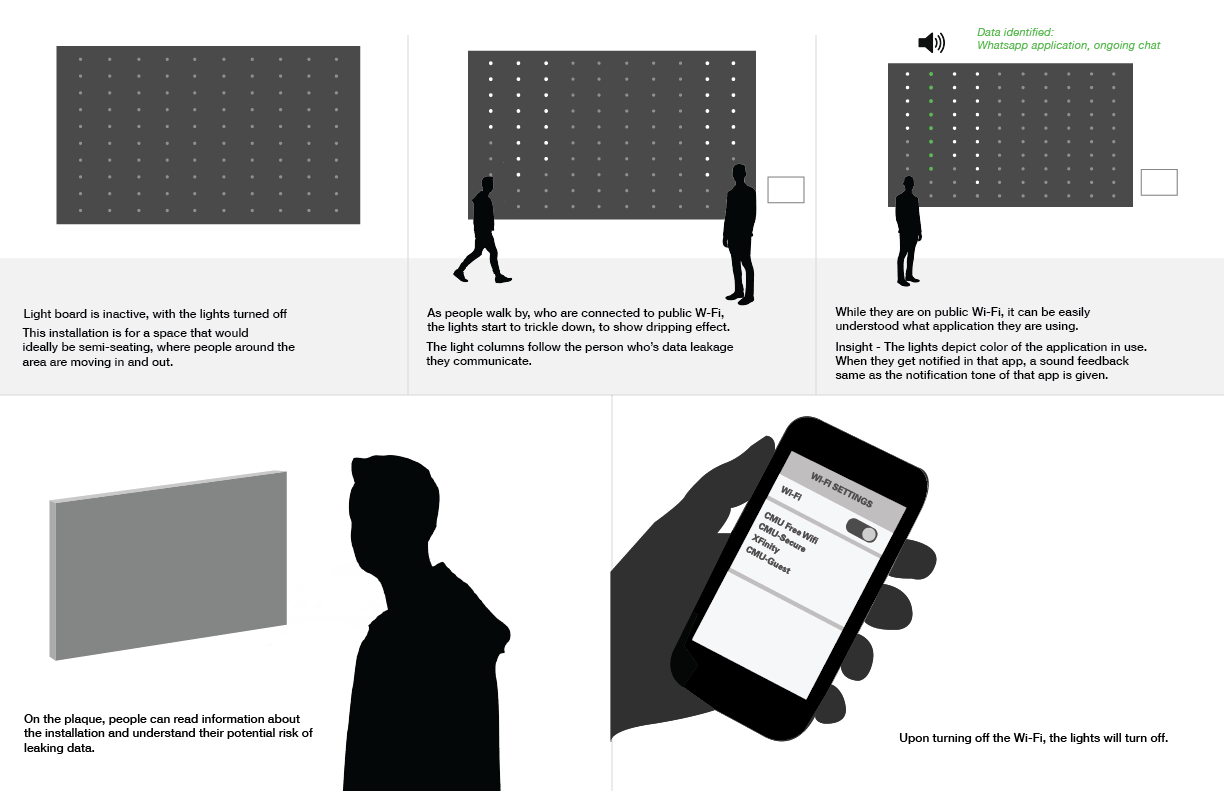 Data identified:
Whatsapp application, ongoing chat
Light board is inactive, with the lights turned off
This installation is for a space that would
ideally be semi-seating, where people around the
area are moving in and out.
As people walk by, who are connected to public W-Fi,
the lights start to trickle down, to show dripping effect.
The light columns follow the person who's data leakage
they communicate.
While they are on public Wi-Fi, it can be easily
understood what application they are using.
Insight - The lights depict color of the application in use.
When they get notified in that app, a sound feedback
same as the notification tone of that app is given.
On the plaque, people can read information about
the installation and understand their potential risk of
leaking data.
WI-FI SETTINGS
WI-FI
CMU Free Wifi
CMU-Secure
XFinity
CMU-Guest
Upon turning off the Wi-Fi, the lights will turn off.